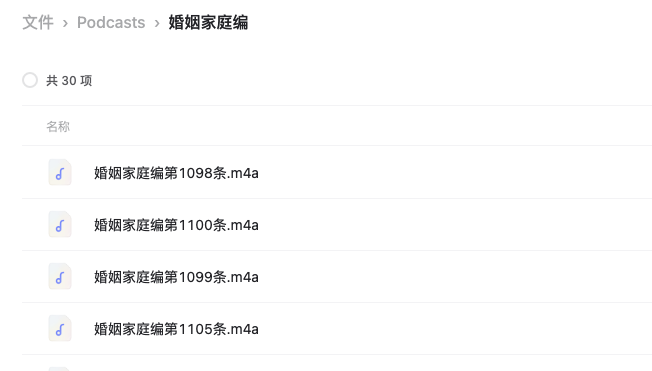 文件 › Podcasts › 婚姻家庭编
共 30 项
名称
婚姻家庭编第1098条.m4a
婚姻家庭编第1100条.m4a
婚姻家庭编第1099条.m4a
婚姻家庭编第1105条.m4a